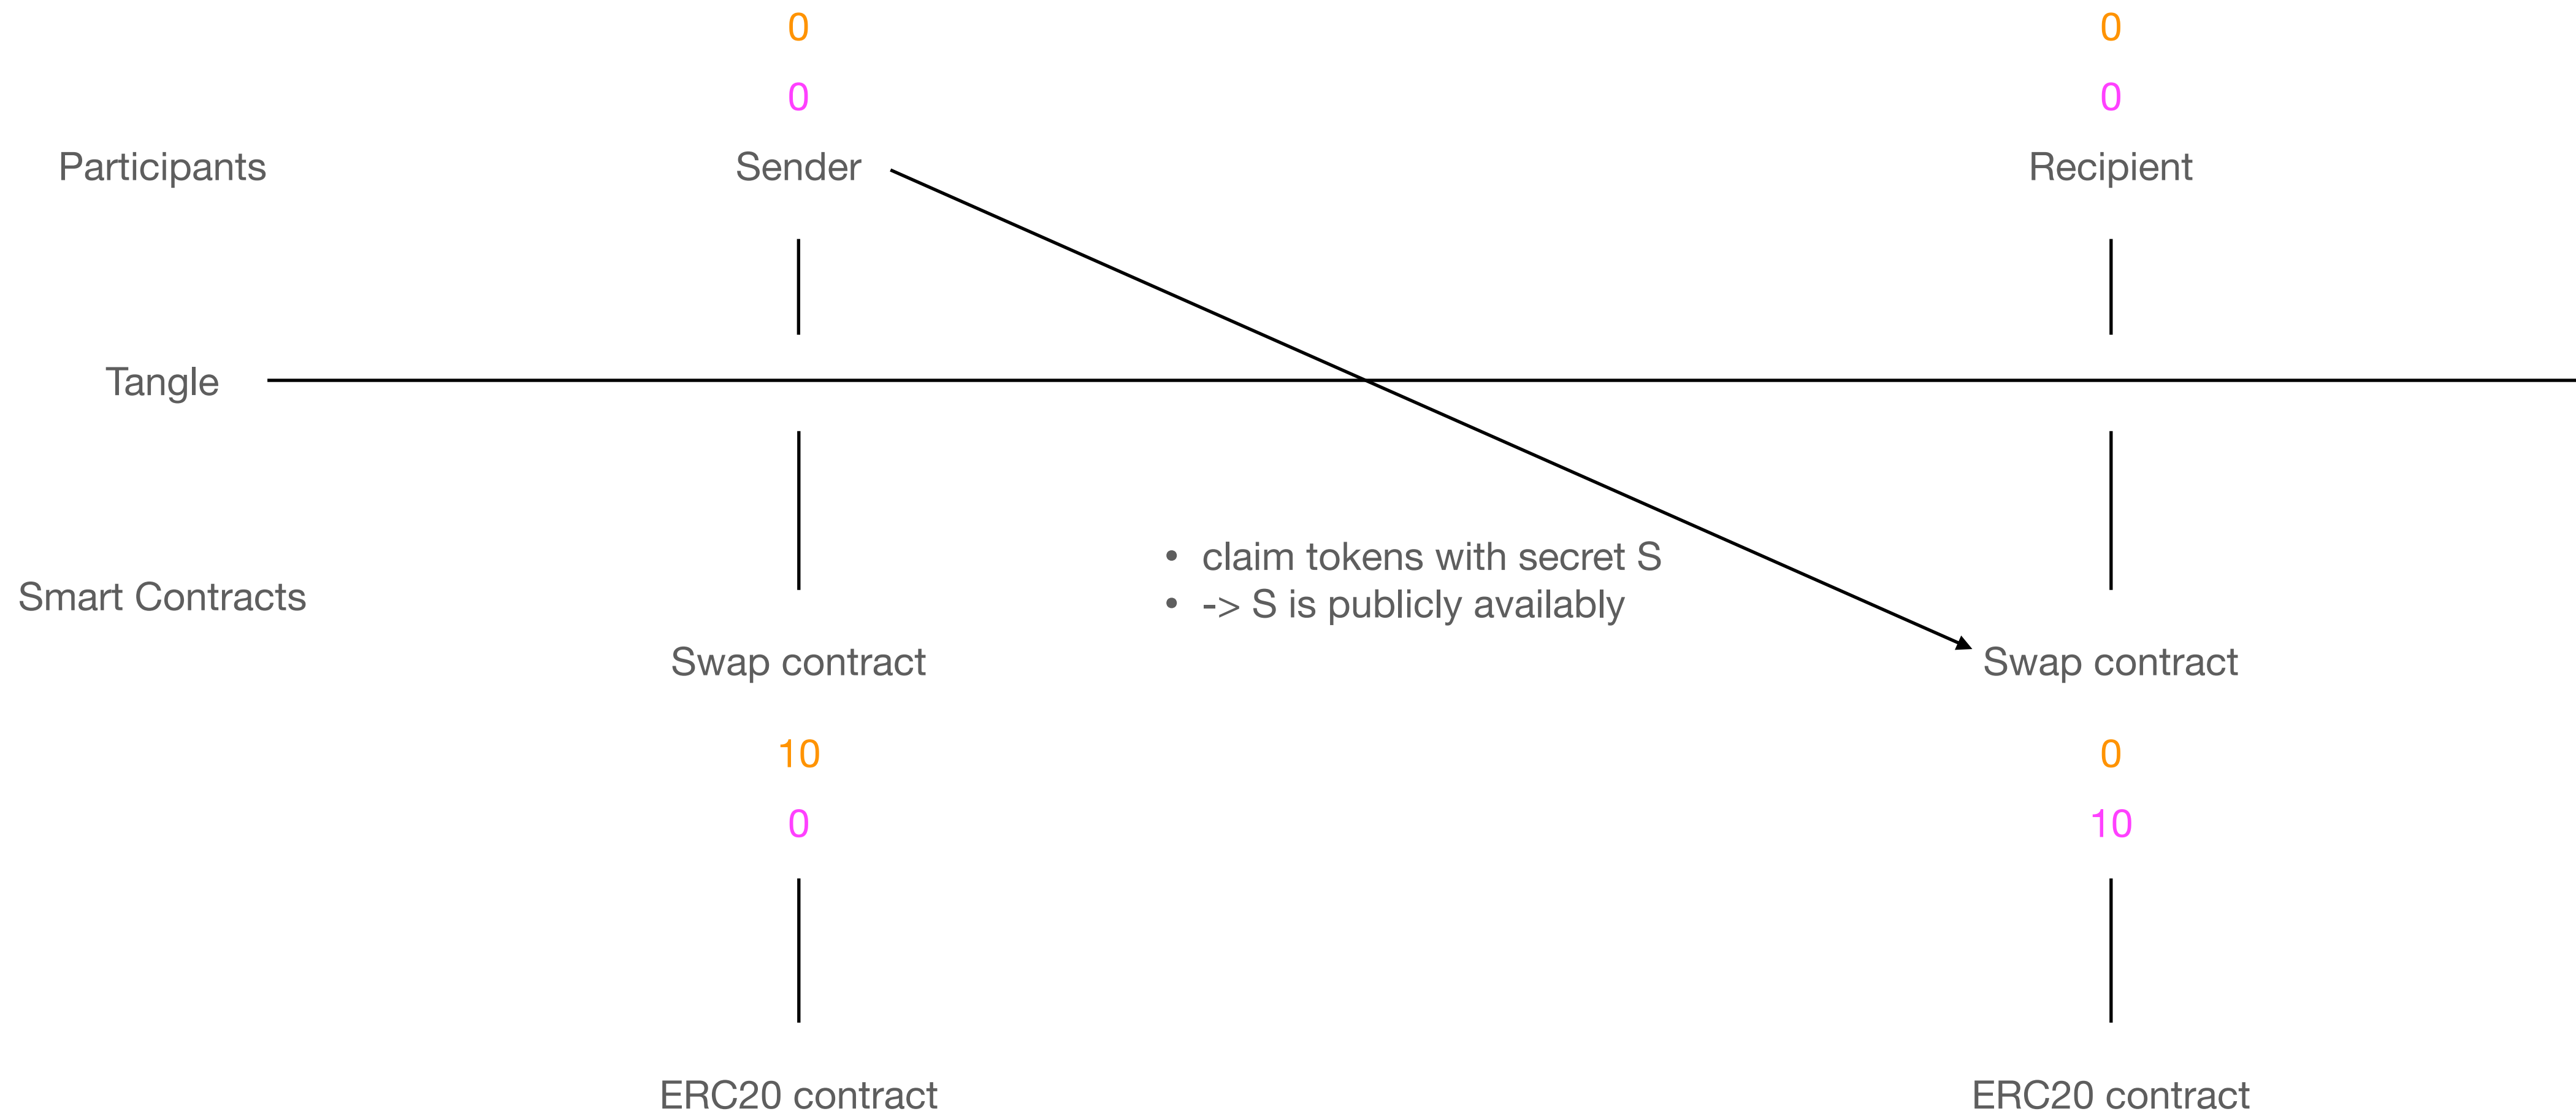 0
0
0
0
Participants
Sender
Recipient
Tangle
• claim tokens with secret S
• -> S is publicly availably
Smart Contracts
Swap contract
Swap contract
10
0
0
10
ERC20 contract
ERC20 contract